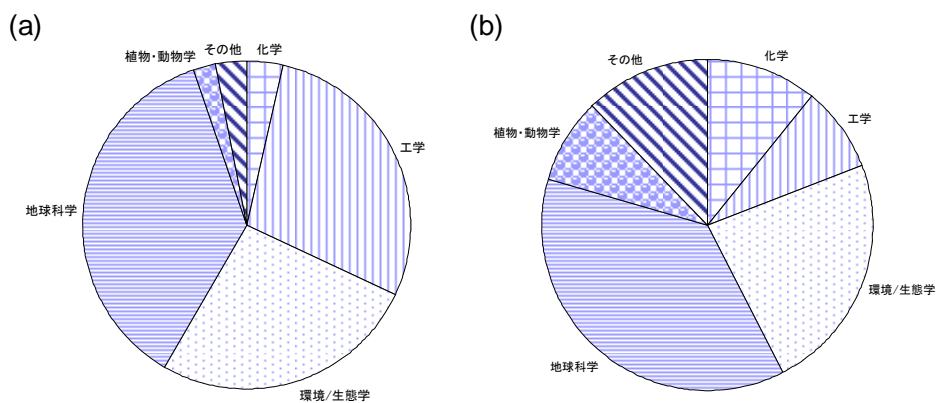 (a)
植物・動物学
その他
化学
工学
地球科学
環境/生態学
(b)
その他
化学
工学
植物・動物学
環境/生態学
地球科学